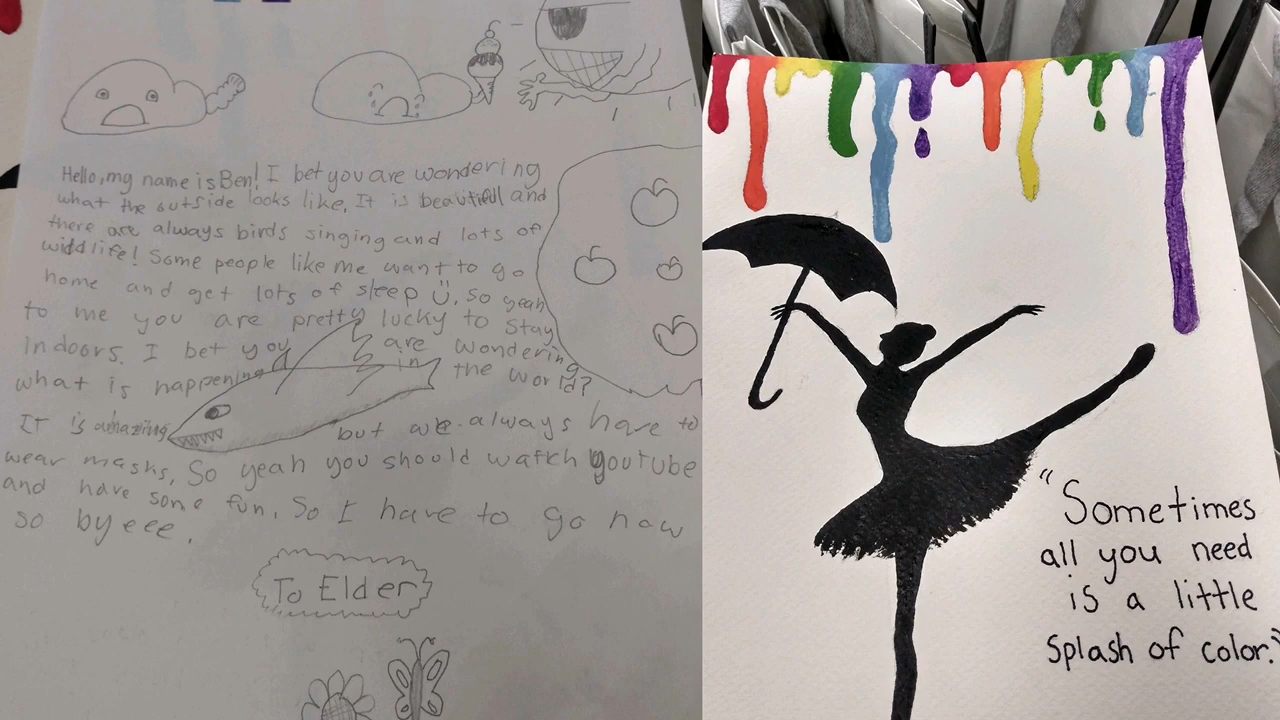 Hello, my name is Ben! I bet you are wondering
what the outside looks like. It is beautiful and
there are always birds singing and lots of
wildlife! Some people like me want to go
home and get lots of sleep Ü, so yeah
to me you are pretty lucky to stay
indoors. I bet you are wondering
what is happening in the world?
It is amazing but we always have to
wear masks, So yeah you should watch youtube
and have some fun. So I have to go now
so byeee.
To Elder
"Sometimes
all you need
is a little
splash of color."